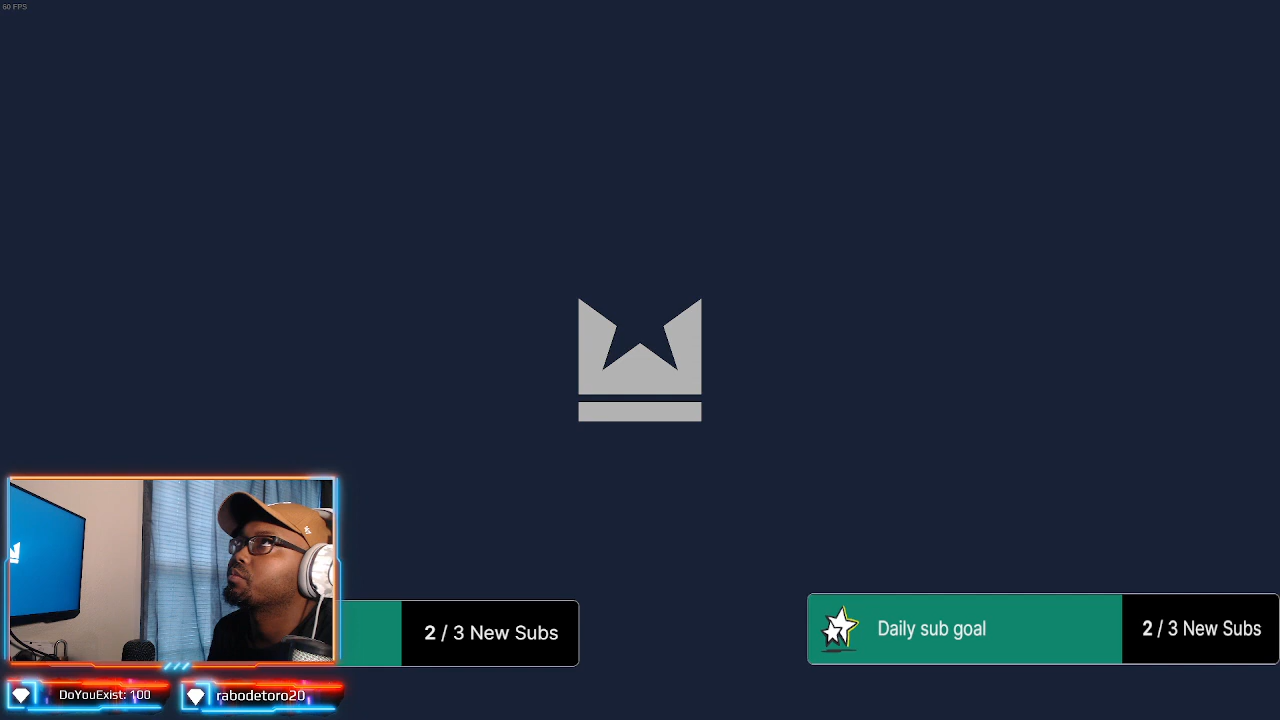 60 FPS
2 / 3 New Subs
Daily sub goal
2 / 3 New Subs
DoYouExist: 100
rabodetoro20